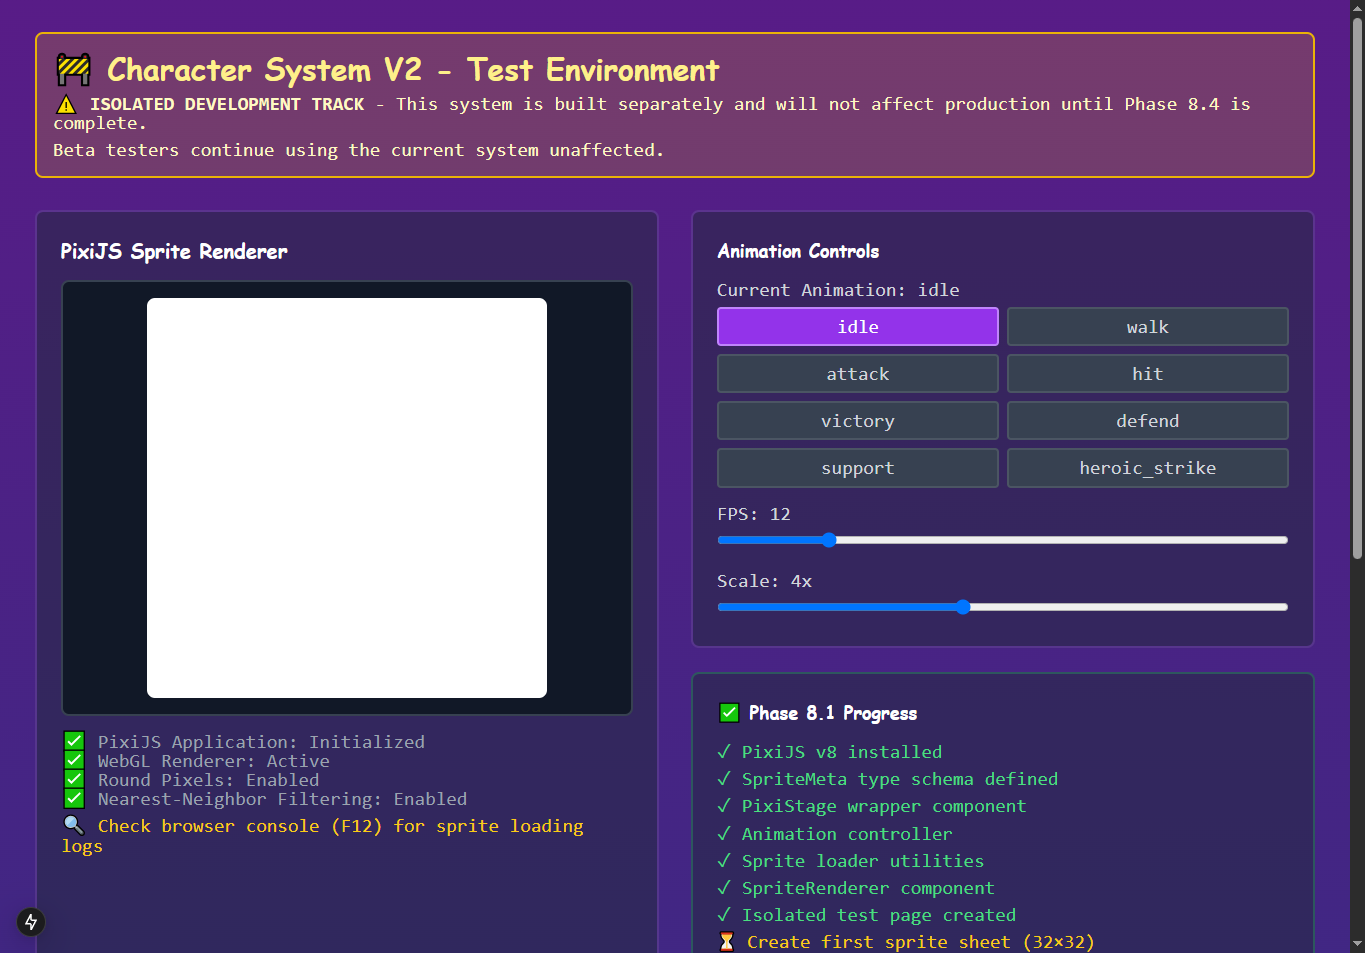 🚧 Character System V2 - Test Environment
⚠️ ISOLATED DEVELOPMENT TRACK - This system is built separately and will not affect production until Phase 8.4 is
complete.
Beta testers continue using the current system unaffected.
PixiJS Sprite Renderer
✅ PixiJS Application: Initialized
✅ WebGL Renderer: Active
✅ Round Pixels: Enabled
✅ Nearest-Neighbor Filtering: Enabled
🔍 Check browser console (F12) for sprite loading
logs
Animation Controls
Current Animation: idle
idle
walk
attack
hit
victory
defend
support
heroic_strike
FPS: 12
Scale: 4x
✅ Phase 8.1 Progress
✓ PixiJS v8 installed
✓ SpriteMeta type schema defined
✓ PixiStage wrapper component
✓ Animation controller
✓ Sprite loader utilities
✓ SpriteRenderer component
✓ Isolated test page created
⏳ Create first sprite sheet (32×32)